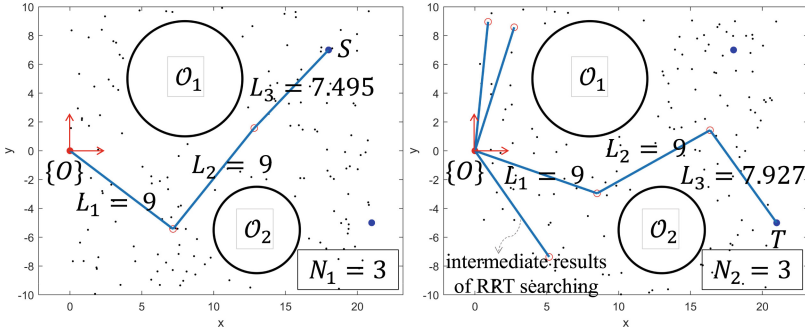 10
8
6
4
2
0
-2
-4
-6
-8
-10
y
0
5
10
15
20
x
𝒪₁
S
L₃ = 7.495
{O}
L₂ = 9
L₁ = 9
𝒪₂
N₁ = 3
10
8
6
4
2
0
-2
-4
-6
-8
-10
y
0
5
10
15
20
x
𝒪₁
L₂ = 9
{O}
L₁ = 9
L₃ = 7.927
𝒪₂
T
intermediate results
of RRT searching
N₂ = 3